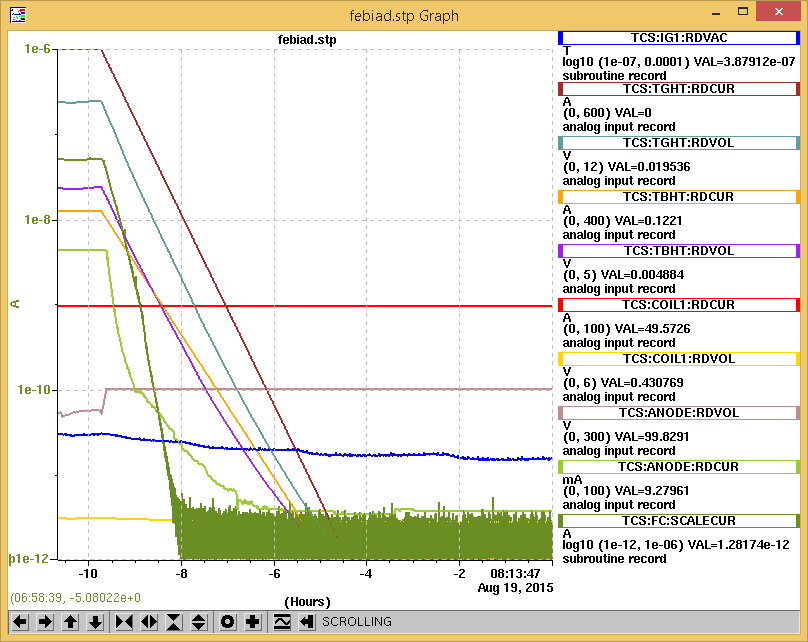 febiad.stp Graph
febiad.stp
1e-6
1e-8
A
1e-10
1e-12
-10
-8
-6
-4
-2
08:13:47
Aug 19, 2015
(Hours)
(06:58:39, -5.08022e+0
SCROLLING
TCS:IG1:RDVAC
T
log10 (1e-07, 0.0001) VAL=3.87912e-07
subroutine record
TCS:TGHT:RDCUR
A
(0, 600) VAL=0
analog input record
TCS:TGHT:RDVOL
V
(0, 12) VAL=0.019536
analog input record
TCS:TBHT:RDCUR
A
(0, 400) VAL=0.1221
analog input record
TCS:TBHT:RDVOL
V
(0, 5) VAL=0.004884
analog input record
TCS:COIL1:RDCUR
A
(0, 100) VAL=49.5726
analog input record
TCS:COIL1:RDVOL
V
(0, 6) VAL=0.430769
analog input record
TCS:ANODE:RDVOL
V
(0, 300) VAL=99.8291
analog input record
TCS:ANODE:RDCUR
mA
(0, 100) VAL=9.27961
analog input record
TCS:FC:SCALECUR
A
log10 (1e-12, 1e-06) VAL=1.28174e-12
subroutine record